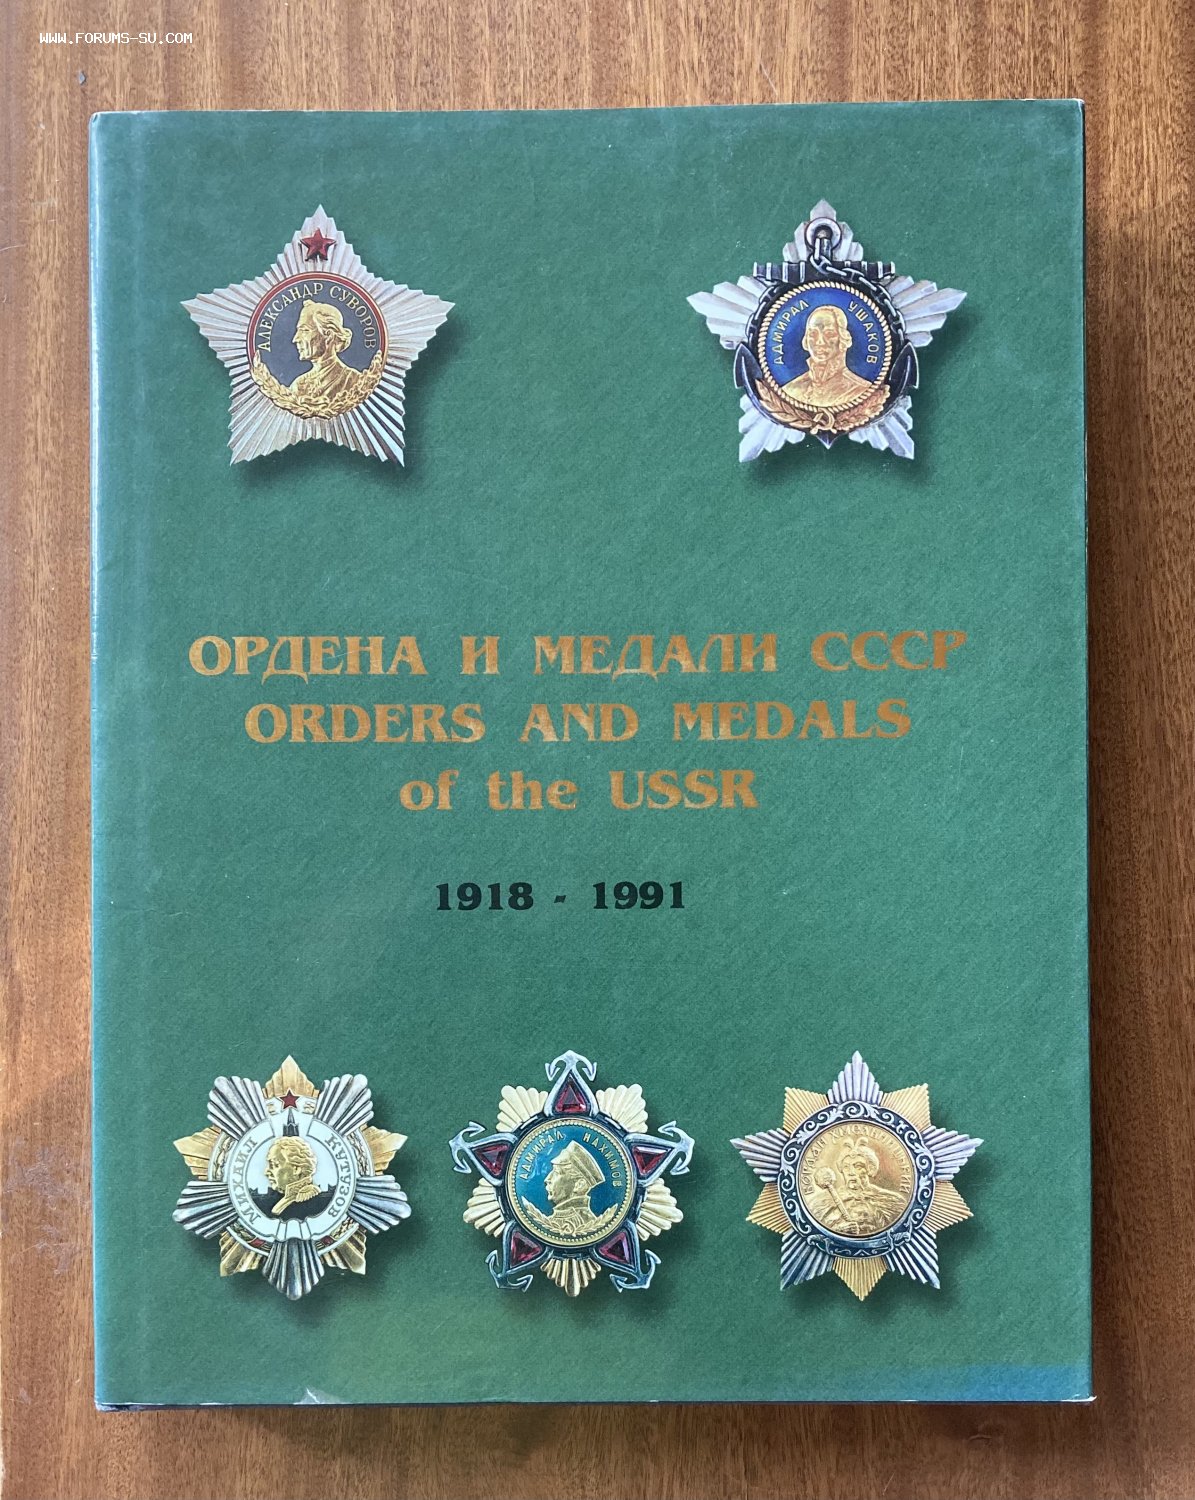 WWW.FORUMS-SU.COM
АЛЕКСАНДР СУВОРОВ
АДМИРАЛ УШАКОВ
ОРДЕНА И МЕДАЛИ СССР
ORDERS AND MEDALS
of the USSR
1918 - 1991
МИХАИЛ КУТУЗОВ
АДМИРАЛ НАХИМОВ